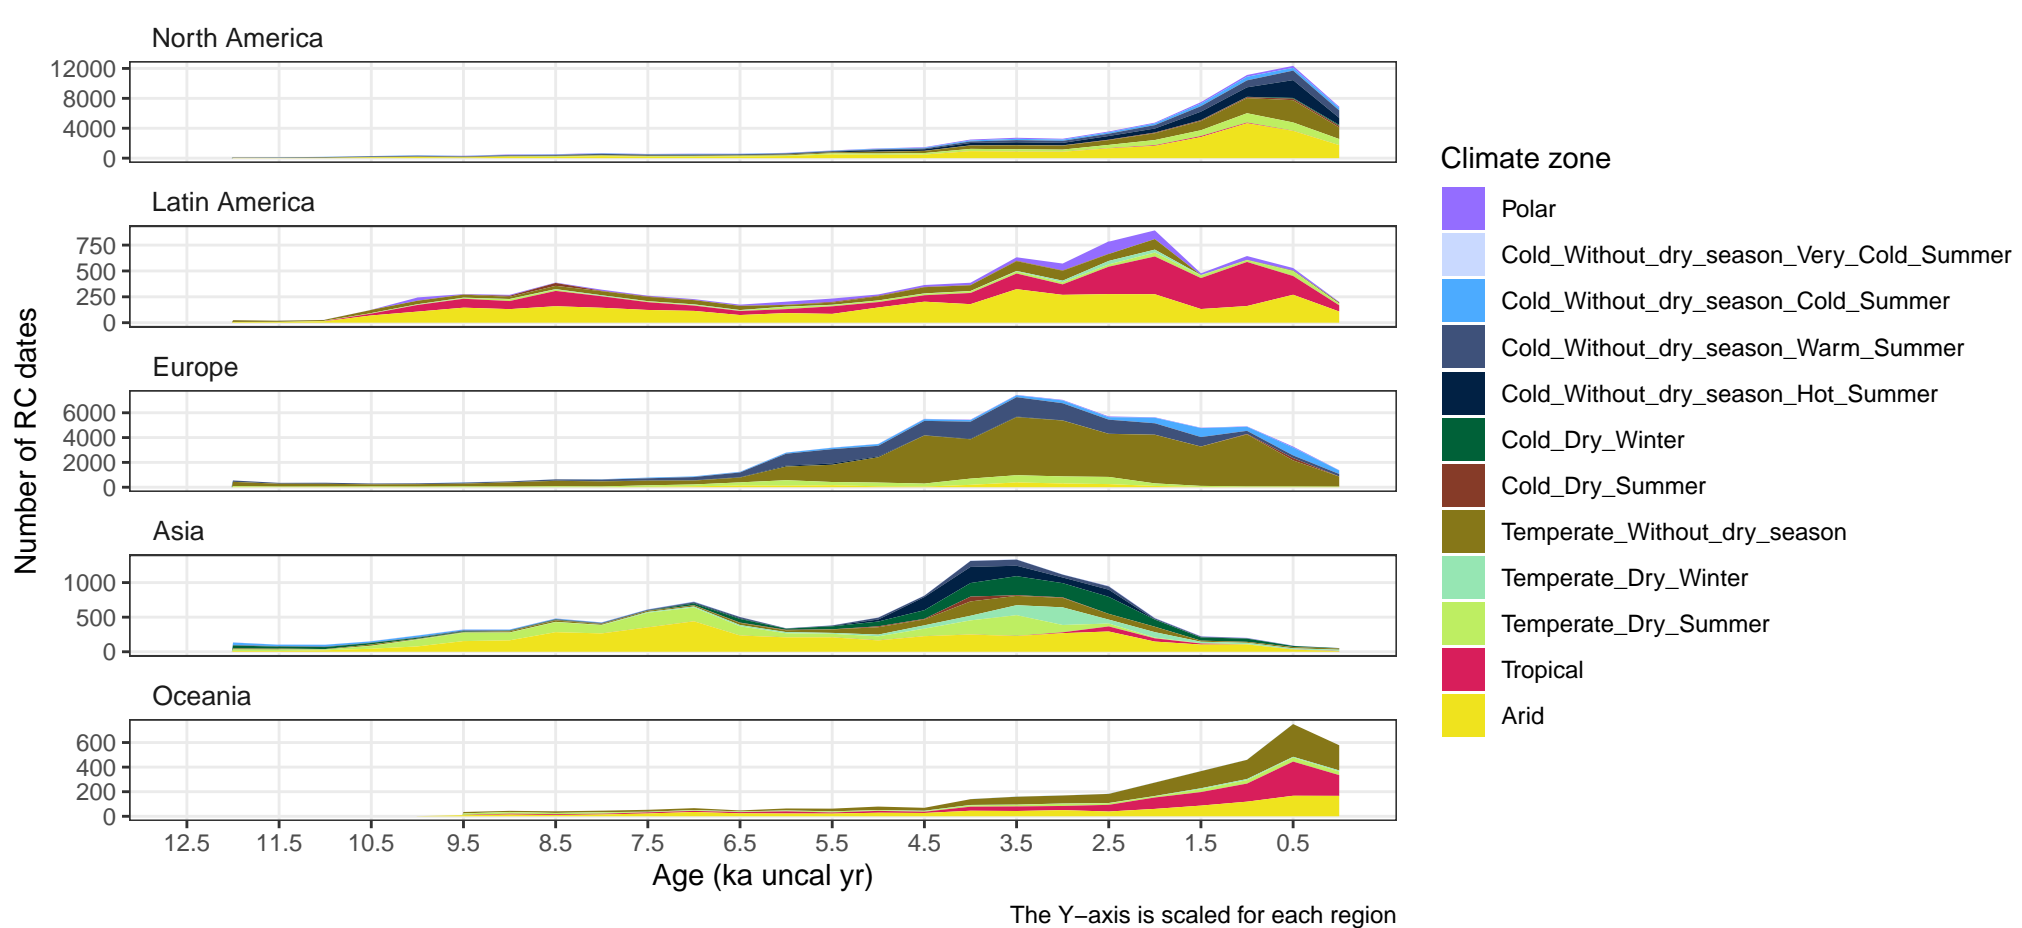 North America
12000
8000
4000
0
Latin America
750
500
250
0
Europe
6000
4000
2000
0
Asia
1000
500
0
Oceania
600
400
200
0
12.5 11.5 10.5 9.5 8.5 7.5 6.5 5.5 4.5 3.5 2.5 1.5 0.5
Age (ka uncal yr)
Number of RC dates
The Y−axis is scaled for each region
Climate zone
Polar
Cold_Without_dry_season_Very_Cold_Summer
Cold_Without_dry_season_Cold_Summer
Cold_Without_dry_season_Warm_Summer
Cold_Without_dry_season_Hot_Summer
Cold_Dry_Winter
Cold_Dry_Summer
Temperate_Without_dry_season
Temperate_Dry_Winter
Temperate_Dry_Summer
Tropical
Arid